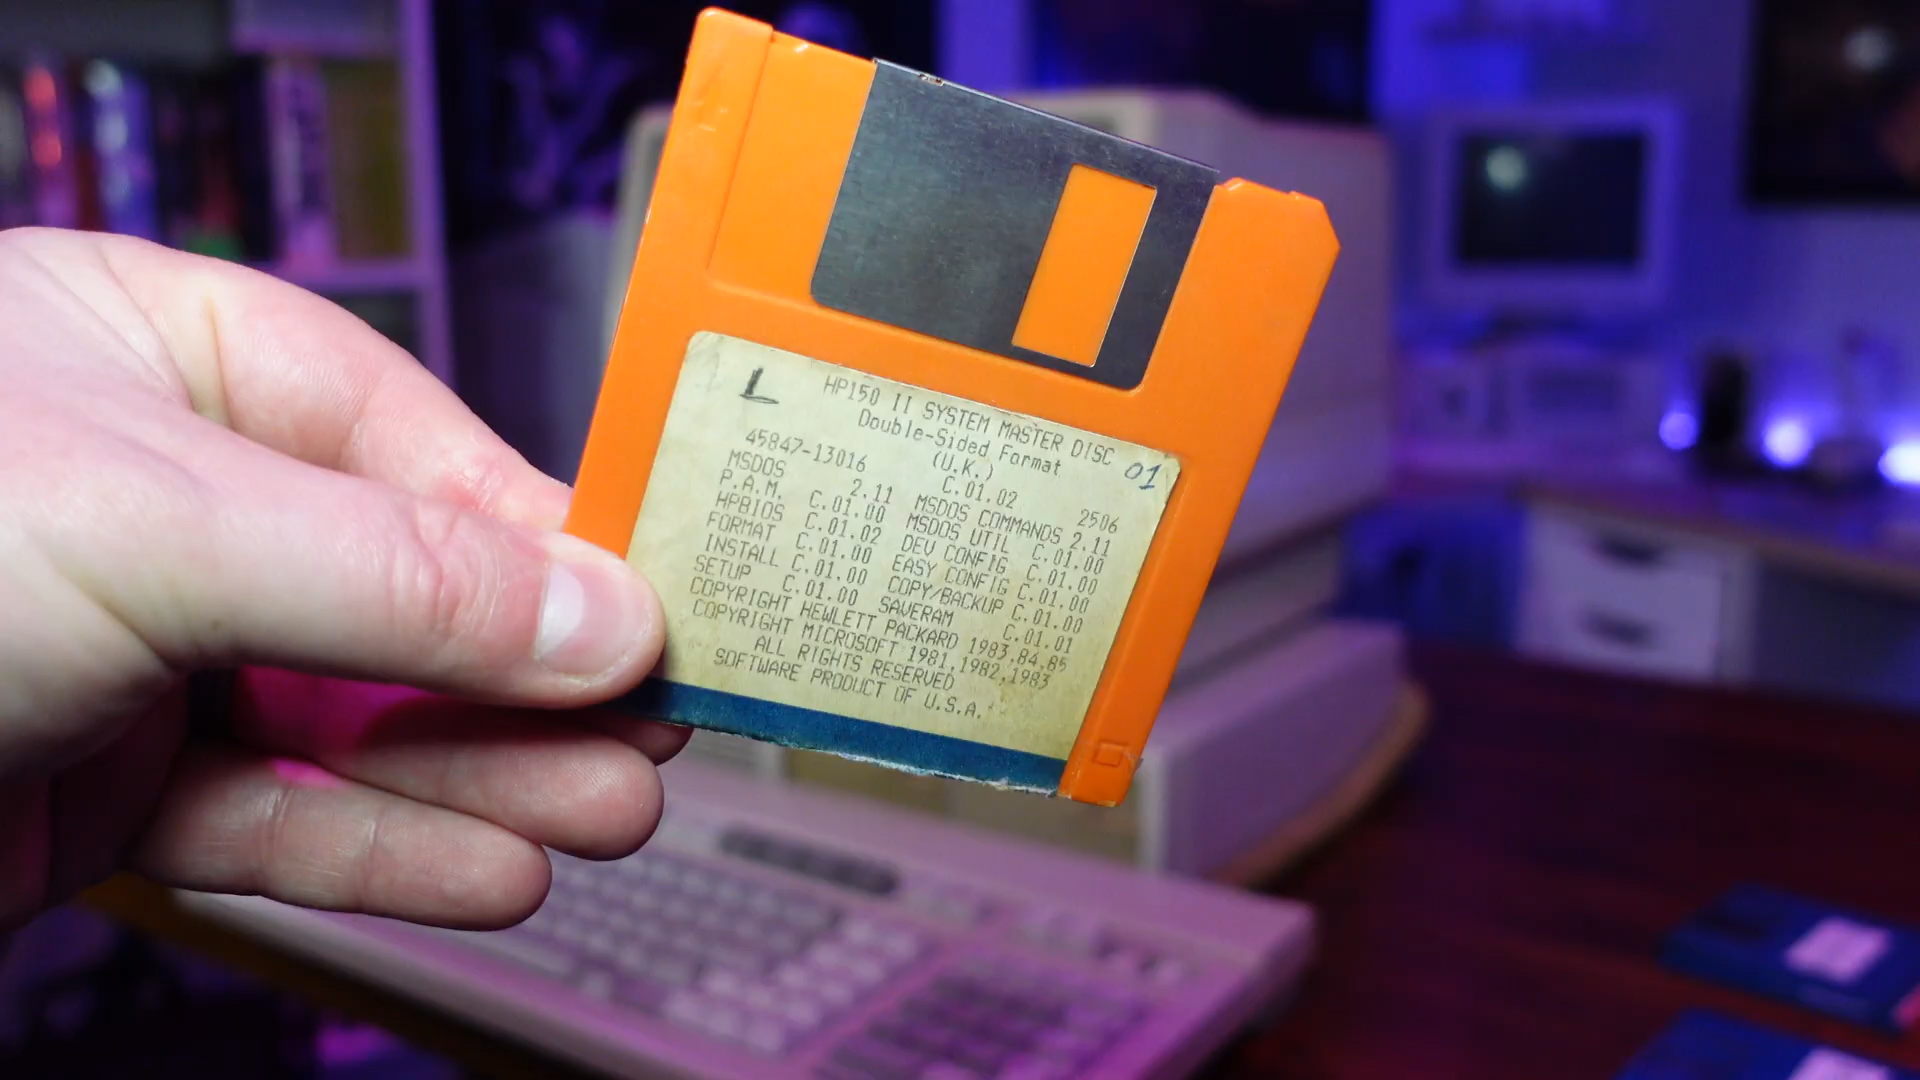 L
HP150 II SYSTEM MASTER DISC
Double-Sided Format 01
45847-13016 (U.K.)
C.01.02 2506
MSDOS 2.11 MSDOS COMMANDS 2.11
P.A.M. C.01.00 MSDOS UTIL C.01.00
HPBIOS C.01.02 DEV CONFIG C.01.00
FORMAT C.01.00 EASY CONFIG C.01.00
INSTALL C.01.00 COPY/BACKUP C.01.00
SETUP C.01.00 SAVERAM C.01.01
COPYRIGHT HEWLETT PACKARD 1983,84,85
COPYRIGHT MICROSOFT 1981,1982,1983
ALL RIGHTS RESERVED
SOFTWARE PRODUCT OF U.S.A.